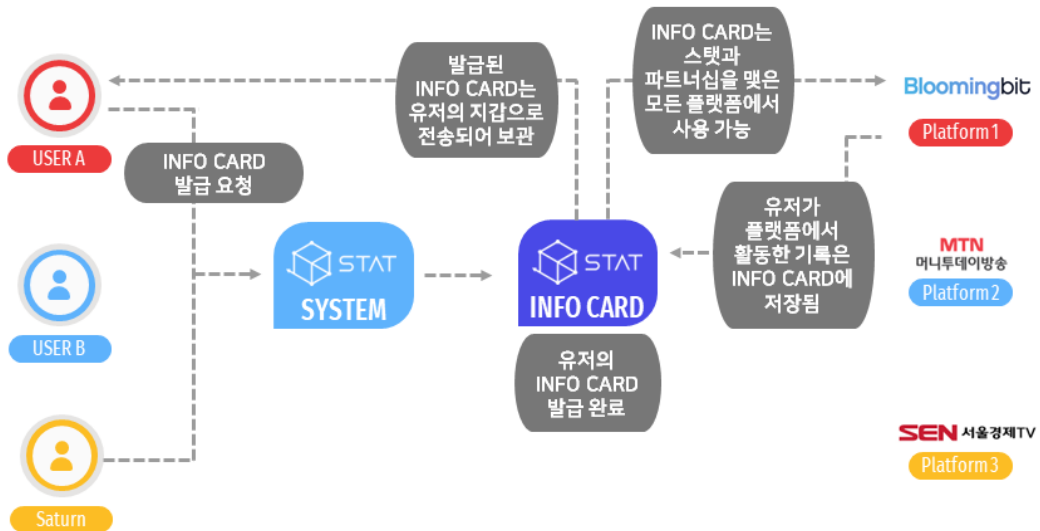 USER A
USER B
Saturn
INFO CARD
발급 요청
STAT
SYSTEM
발급된
INFO CARD는
유저의 지갑으로
전송되어 보관
STAT
INFO CARD
유저의
INFO CARD
발급 완료
INFO CARD는
스탯과
파트너십을 맺은
모든 플랫폼에서
사용 가능
유저가
플랫폼에서
활동한 기록은
INFO CARD에
저장됨
Bloomingbit
Platform1
MTN
머니투데이방송
Platform2
SEN 서울경제TV
Platform3